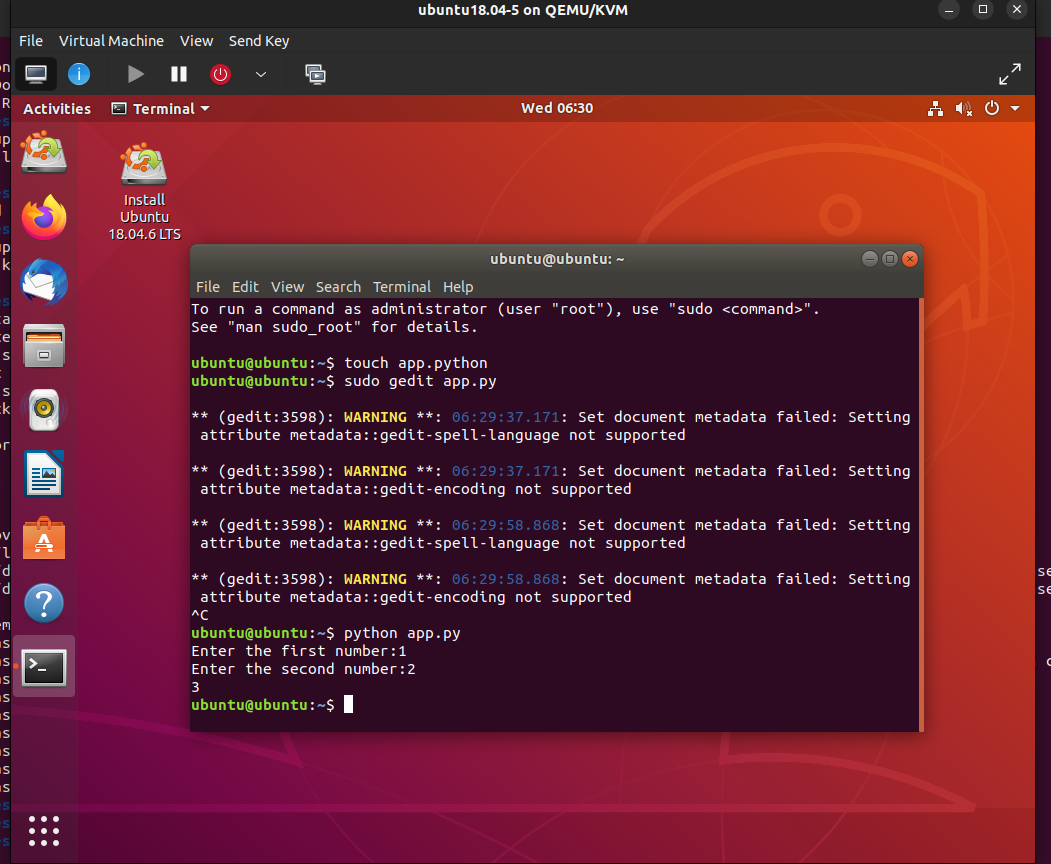 ubuntu18.04-5 on QEMU/KVM
File Virtual Machine View Send Key
Activities Terminal Wed 06:30
Install
Ubuntu
18.04.6 LTS
ubuntu@ubuntu: ~
File Edit View Search Terminal Help
To run a command as administrator (user "root"), use "sudo <command>".
See "man sudo_root" for details.
ubuntu@ubuntu:~$ touch app.python
ubuntu@ubuntu:~$ sudo gedit app.py
** (gedit:3598): WARNING **: 06:29:37.171: Set document metadata failed: Setting
attribute metadata::gedit-spell-language not supported
** (gedit:3598): WARNING **: 06:29:37.171: Set document metadata failed: Setting
attribute metadata::gedit-encoding not supported
** (gedit:3598): WARNING **: 06:29:58.868: Set document metadata failed: Setting
attribute metadata::gedit-spell-language not supported
** (gedit:3598): WARNING **: 06:29:58.868: Set document metadata failed: Setting
attribute metadata::gedit-encoding not supported
^C
ubuntu@ubuntu:~$ python app.py
Enter the first number:1
Enter the second number:2
3
ubuntu@ubuntu:~$